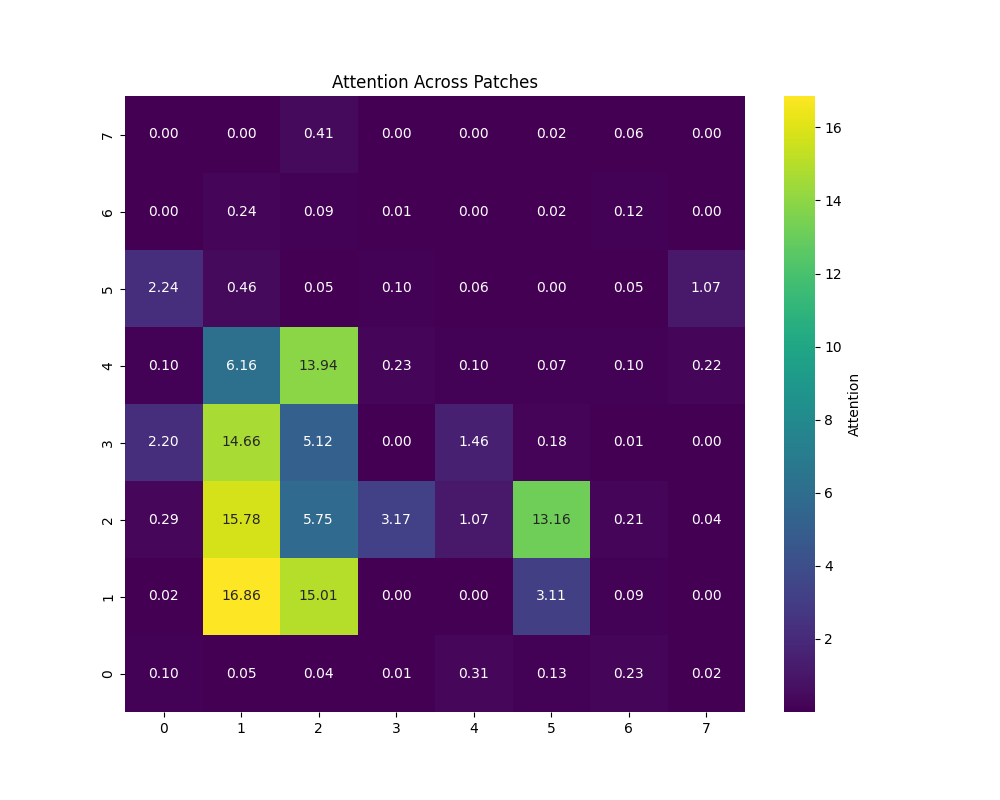 Attention Across Patches
7 0.00 0.00 0.41 0.00 0.00 0.02 0.06 0.00
6 0.00 0.24 0.09 0.01 0.00 0.02 0.12 0.00
5 2.24 0.46 0.05 0.10 0.06 0.00 0.05 1.07
4 0.10 6.16 13.94 0.23 0.10 0.07 0.10 0.22
3 2.20 14.66 5.12 0.00 1.46 0.18 0.01 0.00
2 0.29 15.78 5.75 3.17 1.07 13.16 0.21 0.04
1 0.02 16.86 15.01 0.00 0.00 3.11 0.09 0.00
0 0.10 0.05 0.04 0.01 0.31 0.13 0.23 0.02
0 1 2 3 4 5 6 7
16
14
12
10
8
6
4
2
Attention